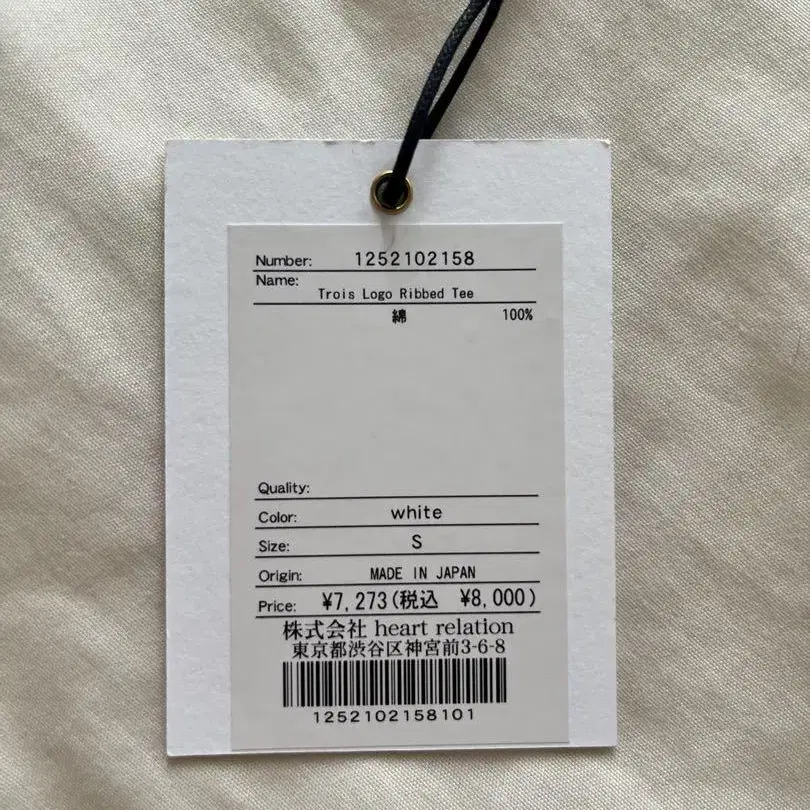 Number: 1252102158
Name:
Trois Logo Ribbed Tee
綿 100%
Quality:
Color: white
Size: S
Origin: MADE IN JAPAN
Price: ¥7,273(税込 ¥8,000)
株式会社 heart relation
東京都渋谷区神宮前3-6-8
1252102158101